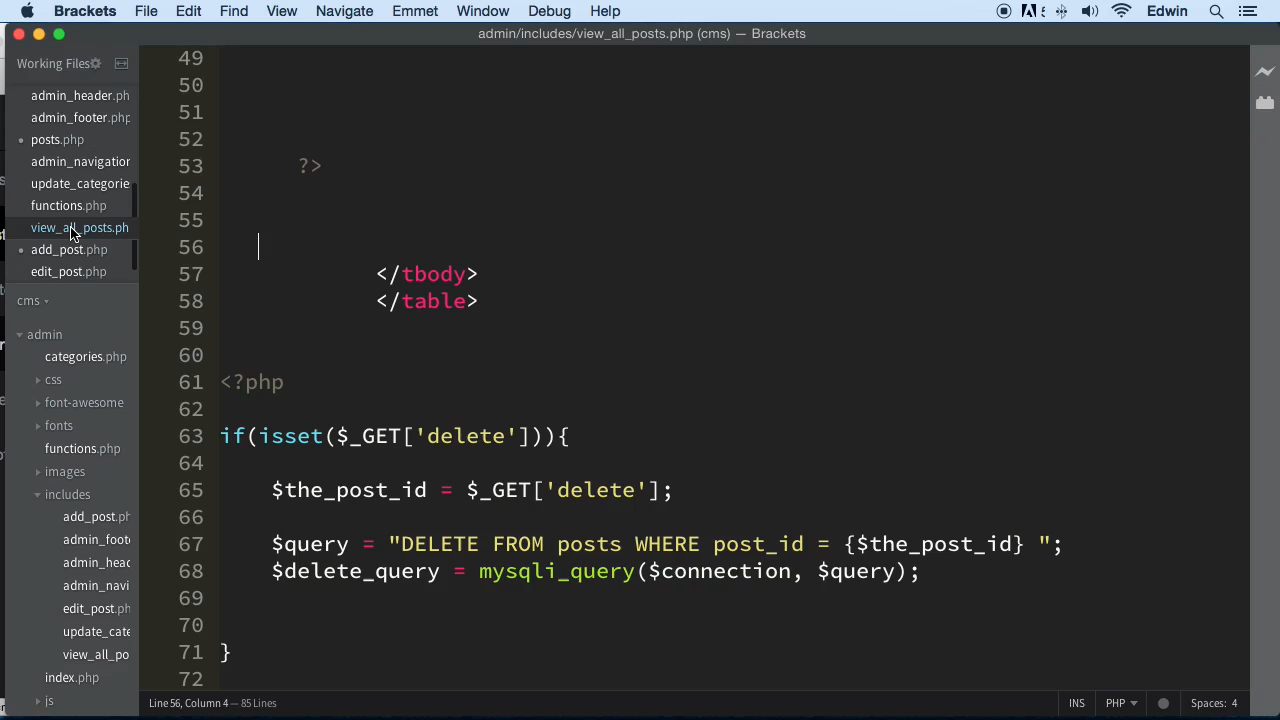 Brackets File Edit Find View Navigate Emmet Window Debug Help Edwin
admin/includes/view_all_posts.php (cms) — Brackets
Working Files
admin_header.ph
admin_footer.php
posts.php
admin_navigation
update_categorie
functions.php
view_all_posts.ph
add_post.php
edit_post.php
cms
admin
categories.php
css
font-awesome
fonts
functions.php
images
includes
add_post.ph
admin_foote
admin_head
admin_navi
edit_post.ph
update_cate
view_all_po
index.php
js
49
50
51
52
53 ?>
54
55
56
57 </tbody>
58 </table>
59
60
61 <?php
62
63 if(isset($_GET['delete'])){
64
65 $the_post_id = $_GET['delete'];
66
67 $query = "DELETE FROM posts WHERE post_id = {$the_post_id} ";
68 $delete_query = mysqli_query($connection, $query);
69
70
71 }
72
Line 56, Column 4 — 85 Lines INS PHP Spaces: 4